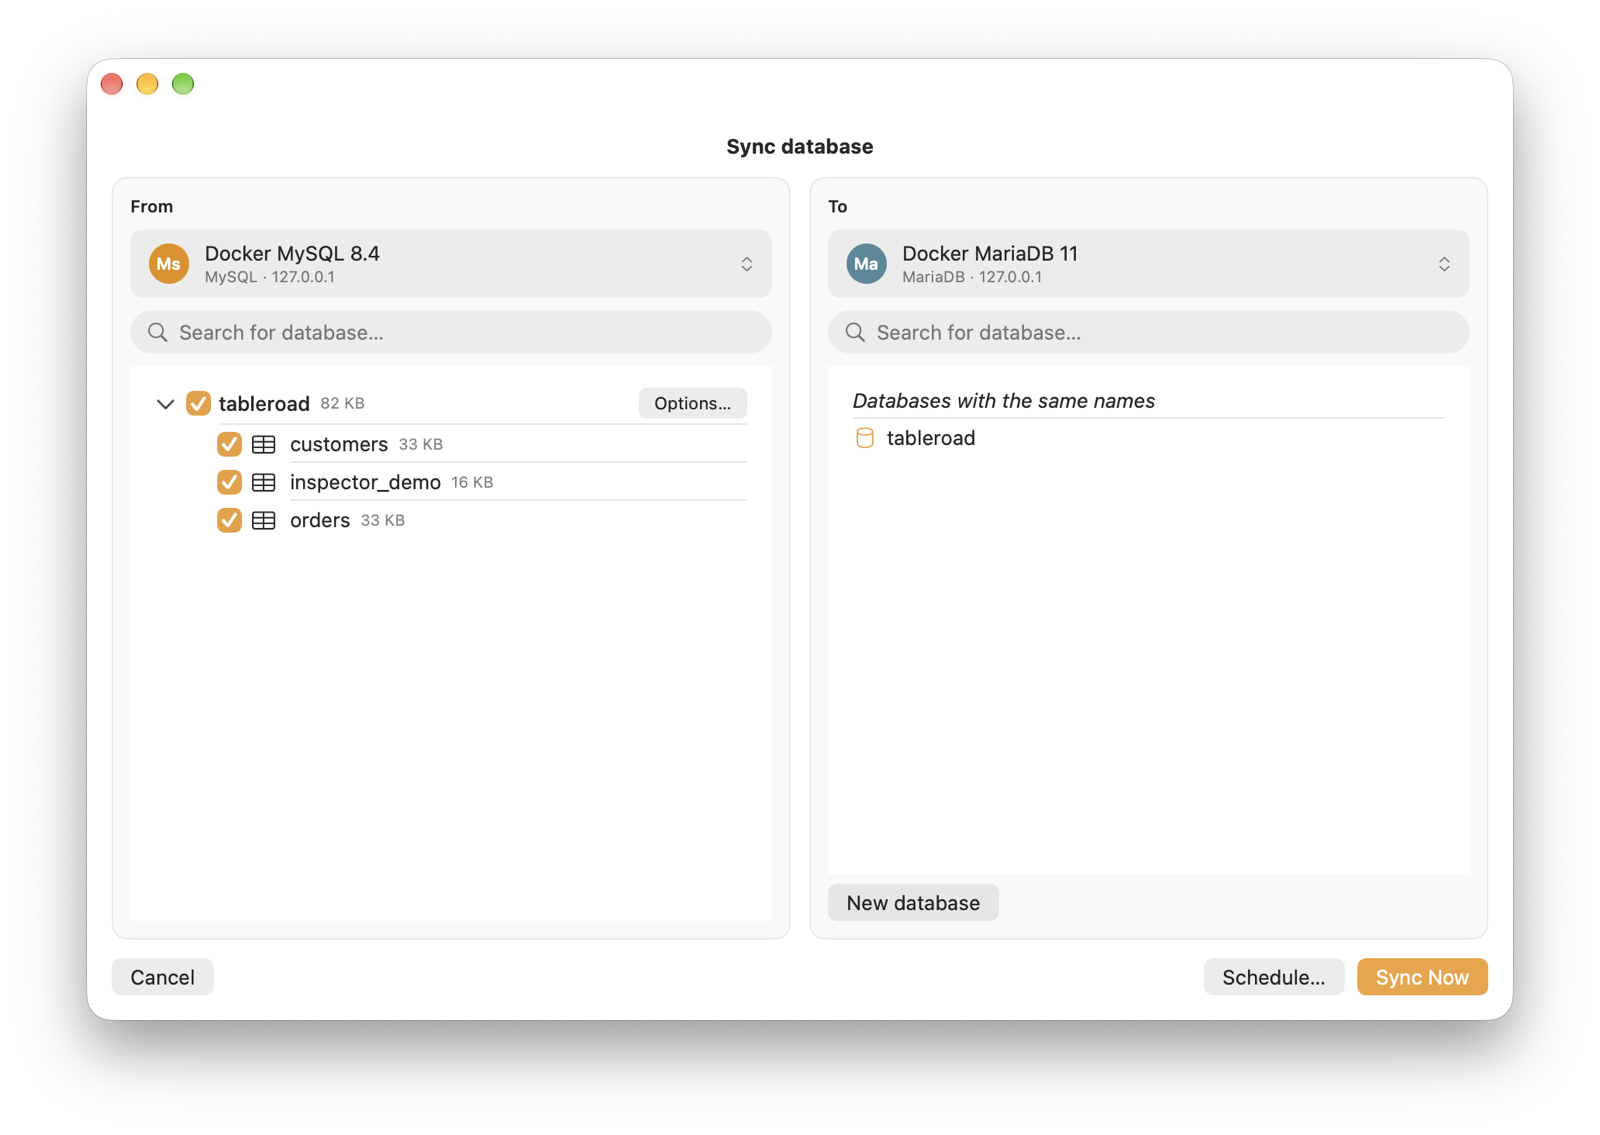 Sync database
From
Ms
Docker MySQL 8.4
MySQL · 127.0.0.1
Search for database...
tableroad 82 KB
Options...
customers 33 KB
inspector_demo 16 KB
orders 33 KB
To
Ma
Docker MariaDB 11
MariaDB · 127.0.0.1
Search for database...
Databases with the same names
tableroad
New database
Cancel
Schedule...
Sync Now